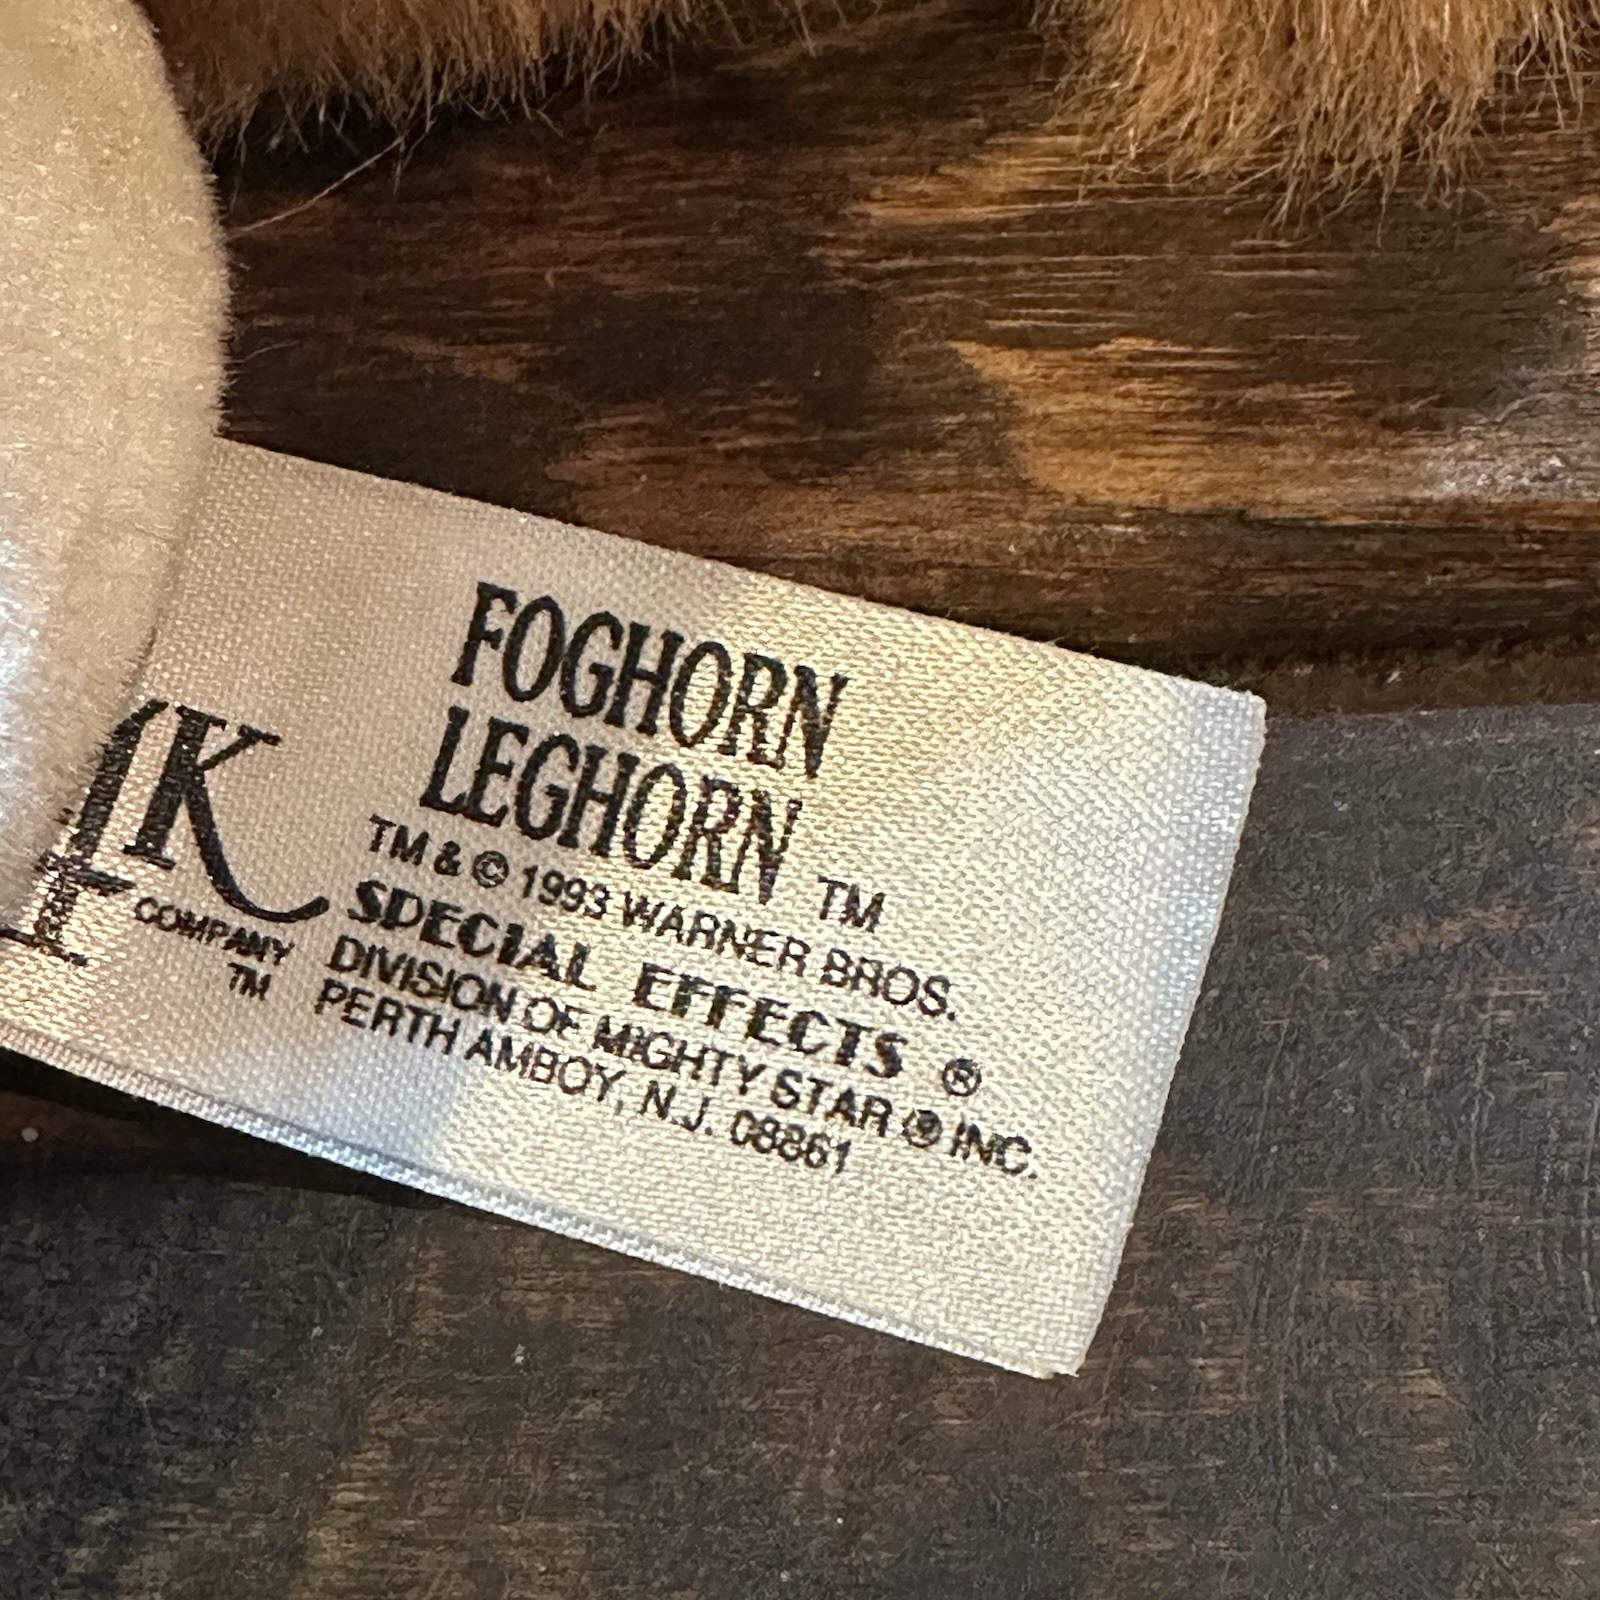 FOGHORN
LEGHORN ™
TM & © 1993 WARNER BROS.
SPECIAL EFFECTS ®
DIVISION OF MIGHTY STAR ® INC.
PERTH AMBOY, N.J. 08861
K
COMPANY
TM